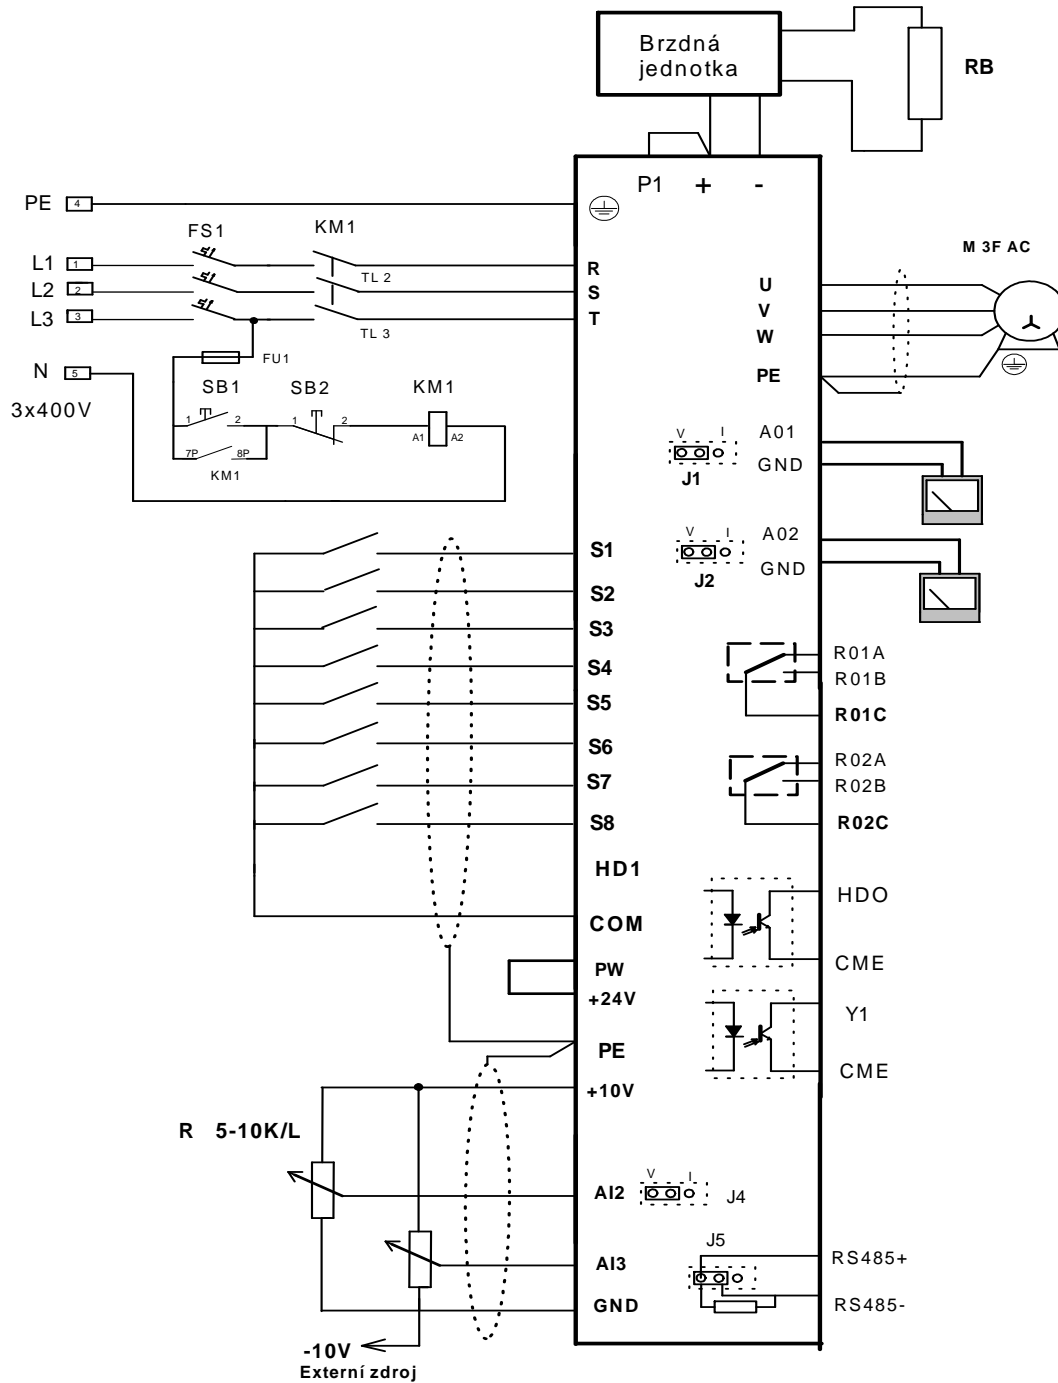 Brzdná
jednotka
RB
P1 + -
PE 4
FS1 KM1
M 3F AC
L1 1
TL 2
R
L2 2
S
U
L3 3
T
V
TL 3
W
FU1
N 5
PE
SB1 SB2 KM1
3x400V
1 2 1 2
A1 A2
7P 8P
KM1
V I
A01
GND
J1
V I
A02
GND
J2
S1
S2
S3
S4
S5
S6
S7
S8
R01A
R01B
R01C
R02A
R02B
R02C
HD1
HDO
COM
CME
PW
+24V
Y1
PE
CME
+10V
R 5-10K/L
V I
AI2
J4
J5
RS485+
AI3
GND
RS485-
-10V
Externí zdroj